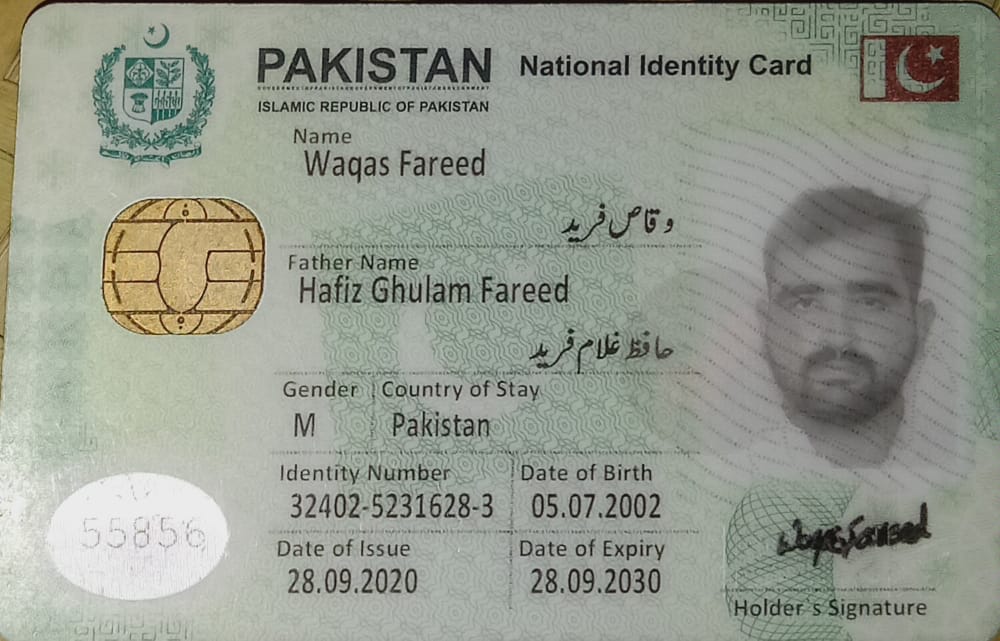 PAKISTAN National Identity Card
ISLAMIC REPUBLIC OF PAKISTAN
Name
Waqas Fareed
وقاص فرید
Father Name
Hafiz Ghulam Fareed
حافظ غلام فرید
Gender Country of Stay
M Pakistan
Identity Number Date of Birth
32402-5231628-3 05.07.2002
55856
Date of Issue Date of Expiry
28.09.2020 28.09.2030
Holder's Signature